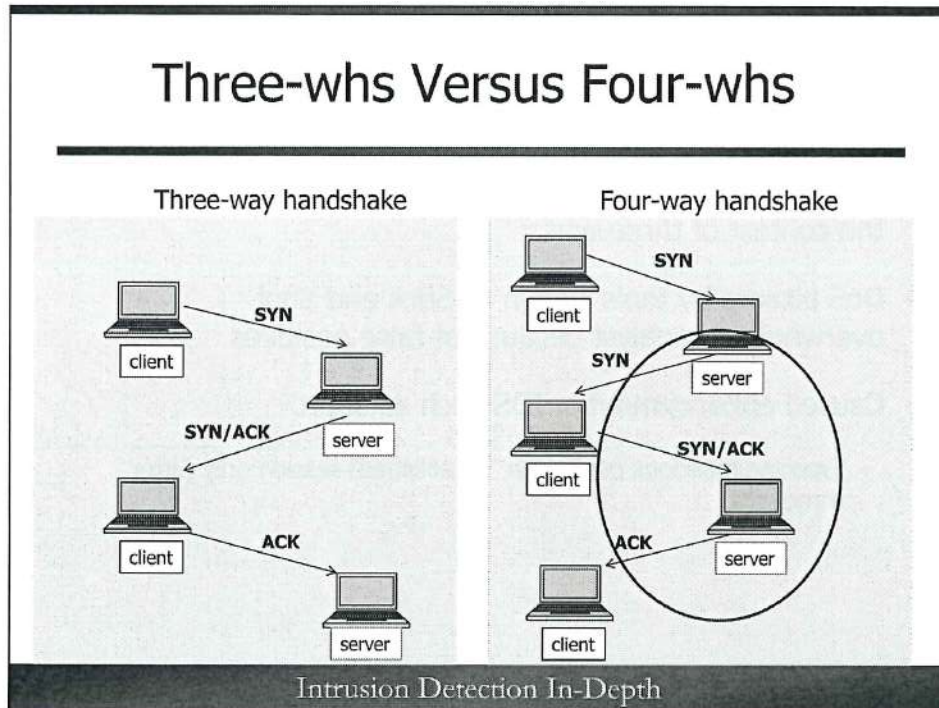 Three-whs Versus Four-whs
Three-way handshake
client
SYN
server
SYN/ACK
client
ACK
server
Four-way handshake
client
SYN
server
SYN
client
SYN/ACK
server
ACK
client
Intrusion Detection In-Depth